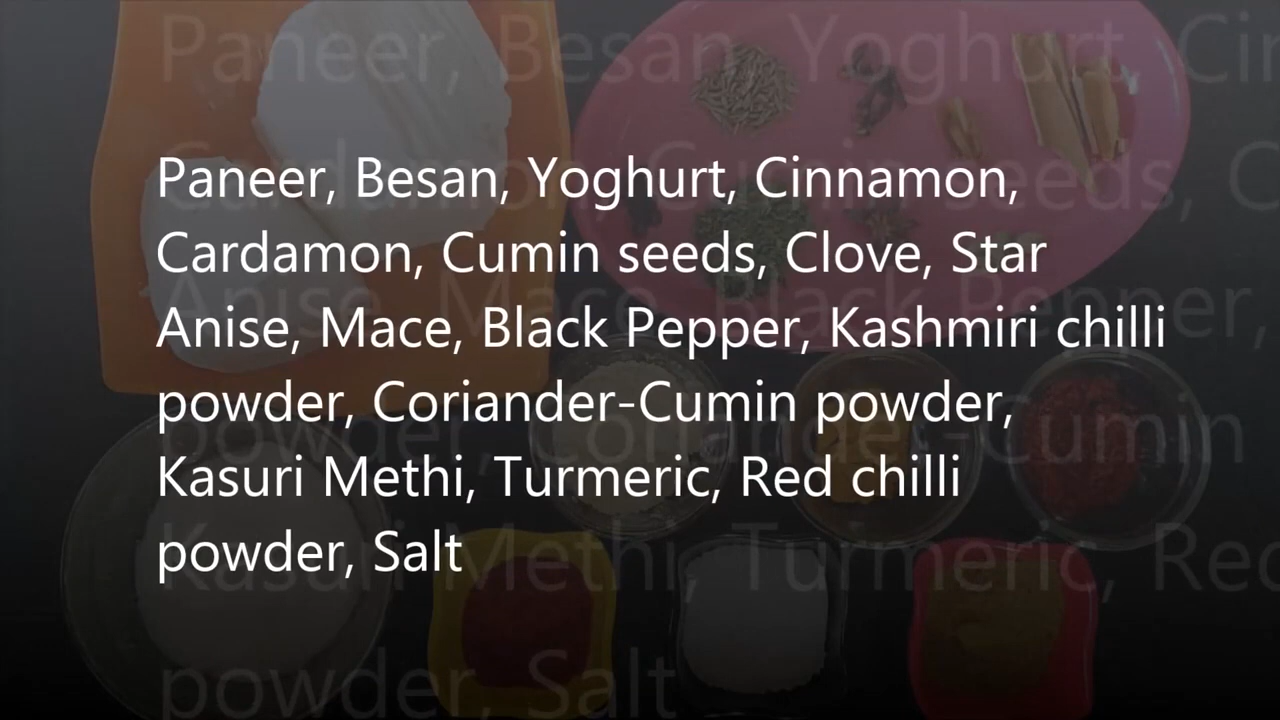 Paneer, Besan, Yoghurt, Cinnamon,
Cardamon, Cumin seeds, Clove, Star
Anise, Mace, Black Pepper, Kashmiri chilli
powder, Coriander-Cumin powder,
Kasuri Methi, Turmeric, Red chilli
powder, Salt